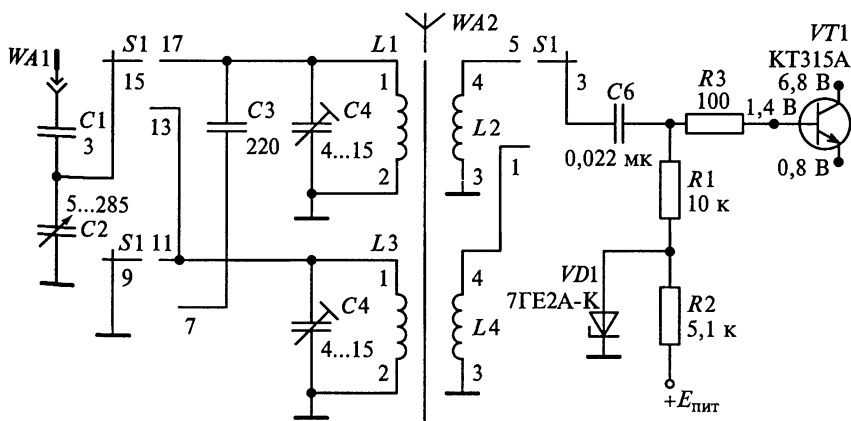 WA1
S1 17
15
13
C1
3
5...285
C2
S1 11
9
7
C3
220
C4
4...15
L1
1
2
L3
C4
4...15
1
2
WA2
5 S1
3
4
L2
3
1
4
L4
3
C6
0,022 мк
R3
100
1,4 В
VT1
КТ315А
6,8 В
0,8 В
R1
10 к
VD1
7ГЕ2А-К
R2
5,1 к
+Eпит